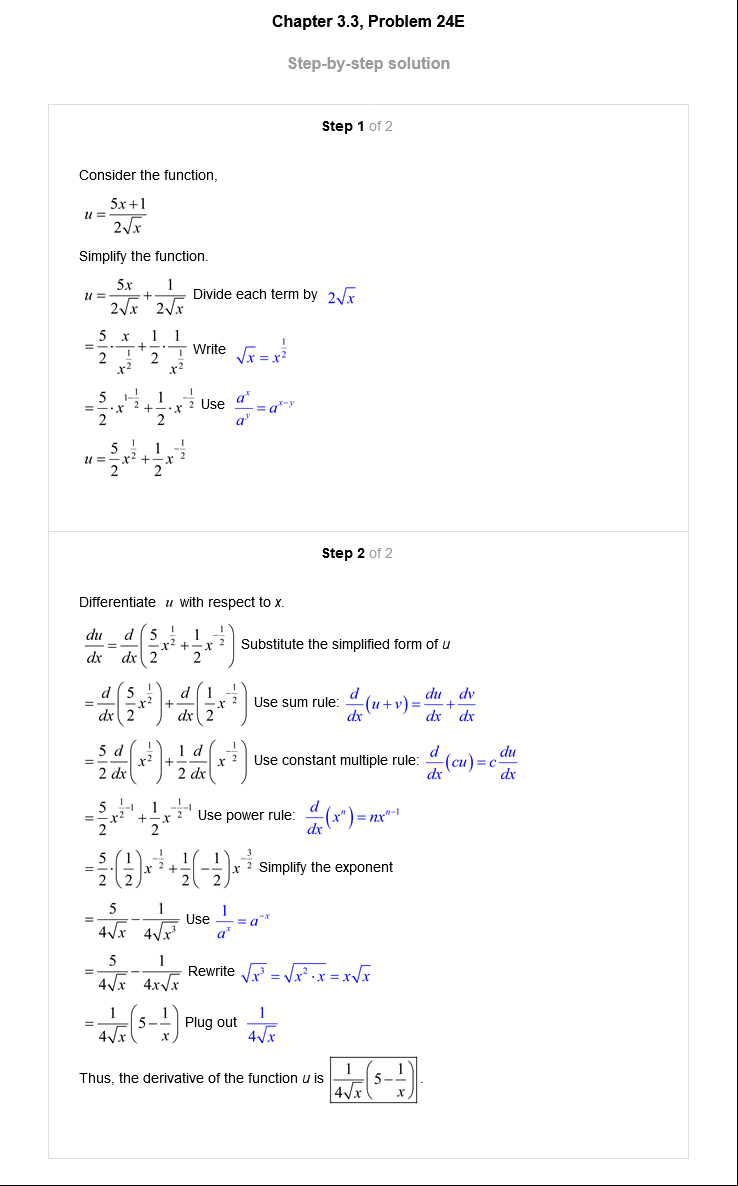 Chapter 3.3, Problem 24E
Step-by-step solution
Step 1 of 2
Consider the function,
u = \frac{5x+1}{2\sqrt{x}}
Simplify the function.
u = \frac{5x}{2\sqrt{x}} + \frac{1}{2\sqrt{x}} Divide each term by 2\sqrt{x}
= \frac{5}{2} \cdot \frac{x}{x^{\frac{1}{2}}} + \frac{1}{2} \cdot \frac{1}{x^{\frac{1}{2}}} Write \sqrt{x} = x^{\frac{1}{2}}
= \frac{5}{2} \cdot x^{1-\frac{1}{2}} + \frac{1}{2} \cdot x^{-\frac{1}{2}} Use \frac{a^x}{a^y} = a^{x-y}
u = \frac{5}{2} x^{\frac{1}{2}} + \frac{1}{2} x^{-\frac{1}{2}}
Step 2 of 2
Differentiate u with respect to x.
\frac{du}{dx} = \frac{d}{dx}\left(\frac{5}{2} x^{\frac{1}{2}} + \frac{1}{2} x^{-\frac{1}{2}}\right) Substitute the simplified form of u
= \frac{d}{dx}\left(\frac{5}{2} x^{\frac{1}{2}}\right) + \frac{d}{dx}\left(\frac{1}{2} x^{-\frac{1}{2}}\right) Use sum rule: \frac{d}{dx}(u+v) = \frac{du}{dx} + \frac{dv}{dx}
= \frac{5}{2} \frac{d}{dx}\left(x^{\frac{1}{2}}\right) + \frac{1}{2} \frac{d}{dx}\left(x^{-\frac{1}{2}}\right) Use constant multiple rule: \frac{d}{dx}(cu) = c\frac{du}{dx}
= \frac{5}{2} x^{\frac{1}{2}-1} + \frac{1}{2} x^{-\frac{1}{2}-1} Use power rule: \frac{d}{dx}(x^n) = nx^{n-1}
= \frac{5}{2} \cdot \left(\frac{1}{2}\right) x^{-\frac{1}{2}} + \frac{1}{2}\left(-\frac{1}{2}\right) x^{-\frac{3}{2}} Simplify the exponent
= \frac{5}{4\sqrt{x}} - \frac{1}{4\sqrt{x^3}} Use \frac{1}{a^x} = a^{-x}
= \frac{5}{4\sqrt{x}} - \frac{1}{4x\sqrt{x}} Rewrite \sqrt{x^3} = \sqrt{x^2 \cdot x} = x\sqrt{x}
= \frac{1}{4\sqrt{x}}\left(5 - \frac{1}{x}\right) Plug out \frac{1}{4\sqrt{x}}
Thus, the derivative of the function u is \frac{1}{4\sqrt{x}}\left(5 - \frac{1}{x}\right).